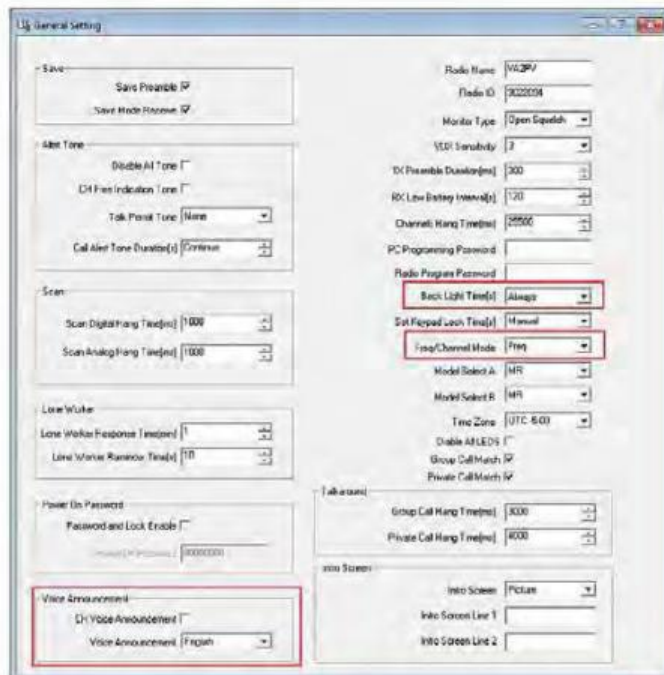 General Setting
Save
Save Preamble
Save Mode Receive
Alert Tone
Disable All Tone
CH Free Indication Tone
Talk Permit Tone None
Call Alert Tone Duration[s] Continue
Scan
Scan Digital Hang Time[ms] 1000
Scan Analog Hang Time[ms] 1000
Lone Worker
Lone Worker Response Time[min] 1
Lone Worker Reminder Time[s] 10
Power On Password
Password and Lock Enable
Voice Announcement
CH Voice Announcement
Voice Announcement English
Radio Name VA2PV
Radio ID
Monitor Type Open Squelch
VOX Sensitivity 3
TX Preamble Duration[ms] 300
RX Low Battery Interval[s] 120
Channels Hang Time[ms]
PC Programming Password
Radio Program Password
Back Light Time[s] Always
Set Keypad Lock Time[s] Manual
Freq/Channel Mode Freq
Model Select A MR
Model Select B MR
Time Zone
Disable All LEDS
Group Call Match
Private Call Match
Talkaround
Group Call Hang Time[ms] 3000
Private Call Hang Time[ms] 4000
Intro Screen
Intro Screen Picture
Intro Screen Line 1
Intro Screen Line 2